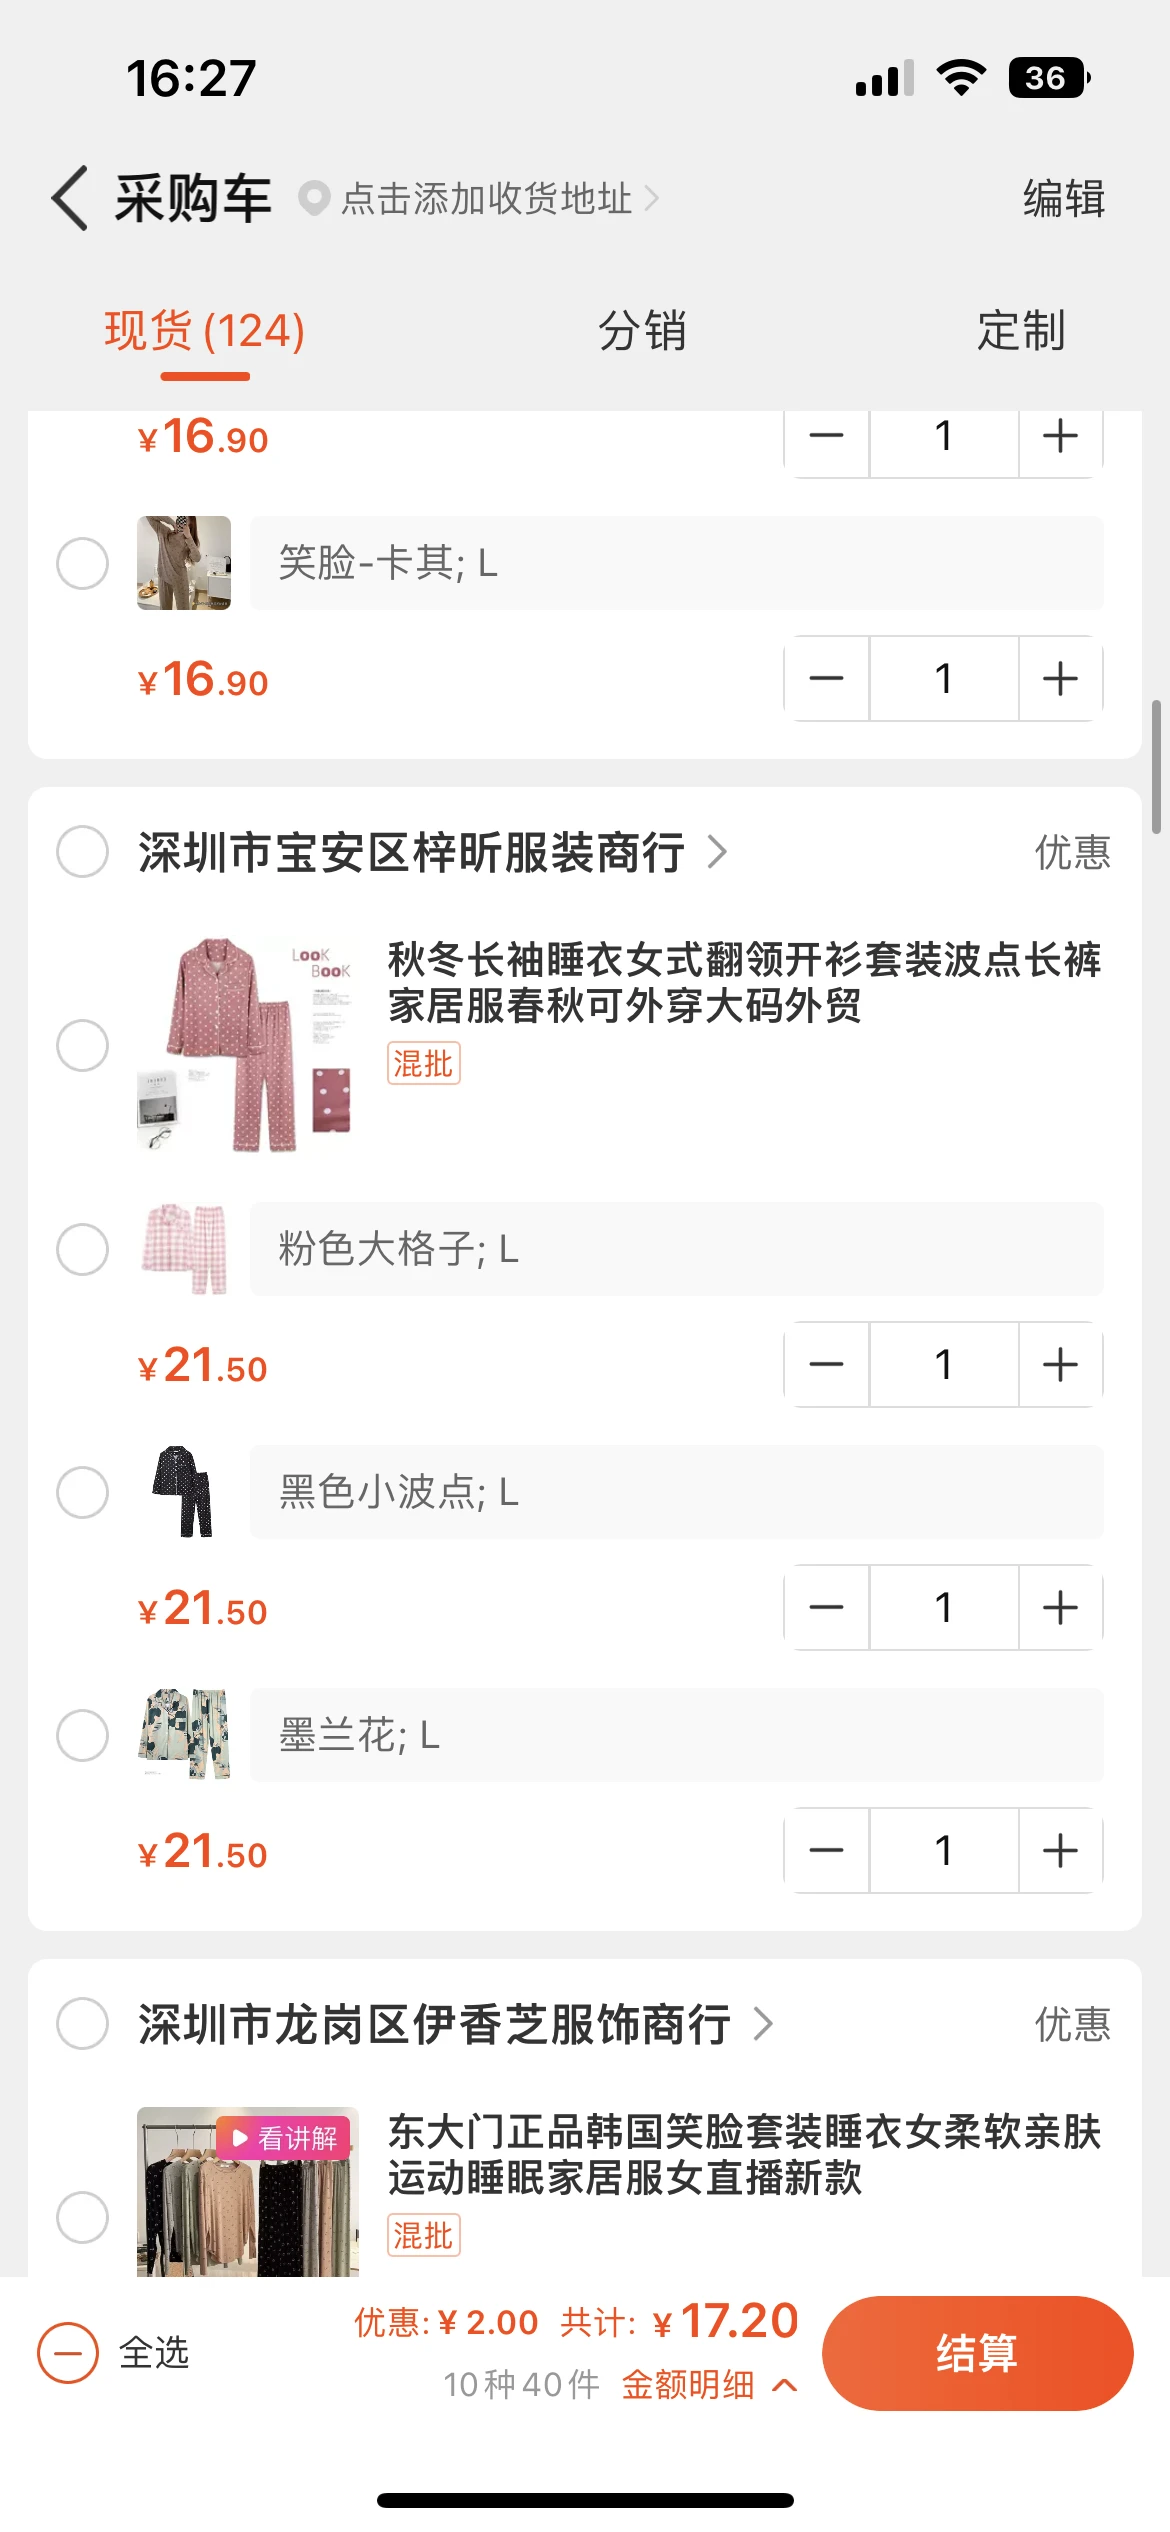 16:27
36
采购车 点击添加收货地址
编辑
现货(124) 分销 定制
¥16.90 1
笑脸-卡其; L
¥16.90 1
深圳市宝安区梓昕服装商行 优惠
LooK
BooK
秋冬长袖睡衣女式翻领开衫套装波点长裤
家居服春秋可外穿大码外贸
混批
粉色大格子; L
¥21.50 1
黑色小波点; L
¥21.50 1
墨兰花; L
¥21.50 1
深圳市龙岗区伊香芝服饰商行 优惠
看讲解
东大门正品韩国笑脸套装睡衣女柔软亲肤
运动睡眠家居服女直播新款
混批
全选
优惠:¥2.00 共计: ¥17.20
10种40件 金额明细
结算